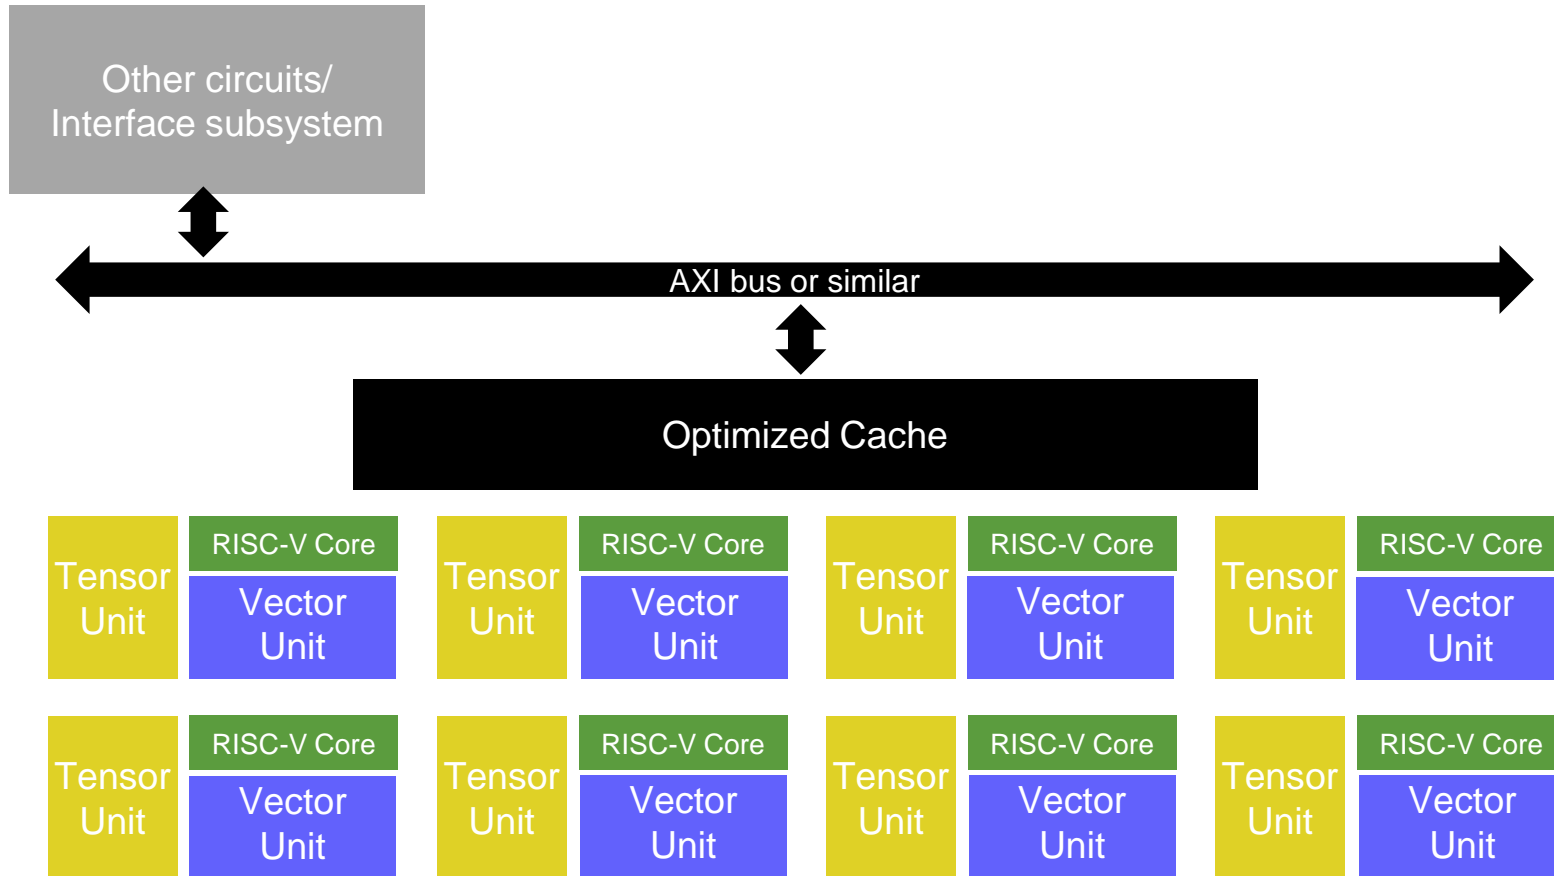 Other circuits/
Interface subsystem
AXI bus or similar
Optimized Cache
Tensor
Unit
RISC-V Core
Vector
Unit
Tensor
Unit
RISC-V Core
Vector
Unit
Tensor
Unit
RISC-V Core
Vector
Unit
Tensor
Unit
RISC-V Core
Vector
Unit
Tensor
Unit
RISC-V Core
Vector
Unit
Tensor
Unit
RISC-V Core
Vector
Unit
Tensor
Unit
RISC-V Core
Vector
Unit
Tensor
Unit
RISC-V Core
Vector
Unit